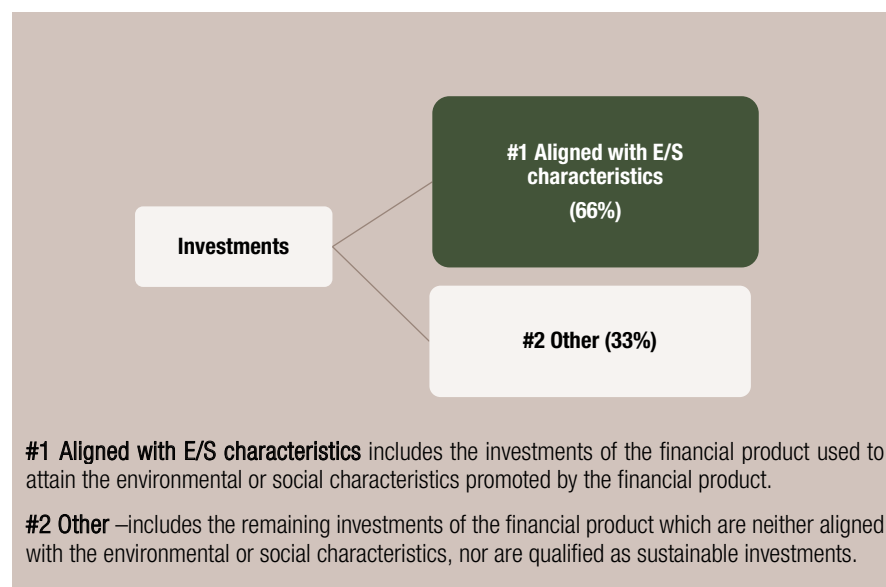 #1 Aligned with E/S
characteristics
(66%)
Investments
#2 Other (33%)
#1 Aligned with E/S characteristics includes the investments of the financial product used to
attain the environmental or social characteristics promoted by the financial product.
#2 Other –includes the remaining investments of the financial product which are neither aligned
with the environmental or social characteristics, nor are qualified as sustainable investments.